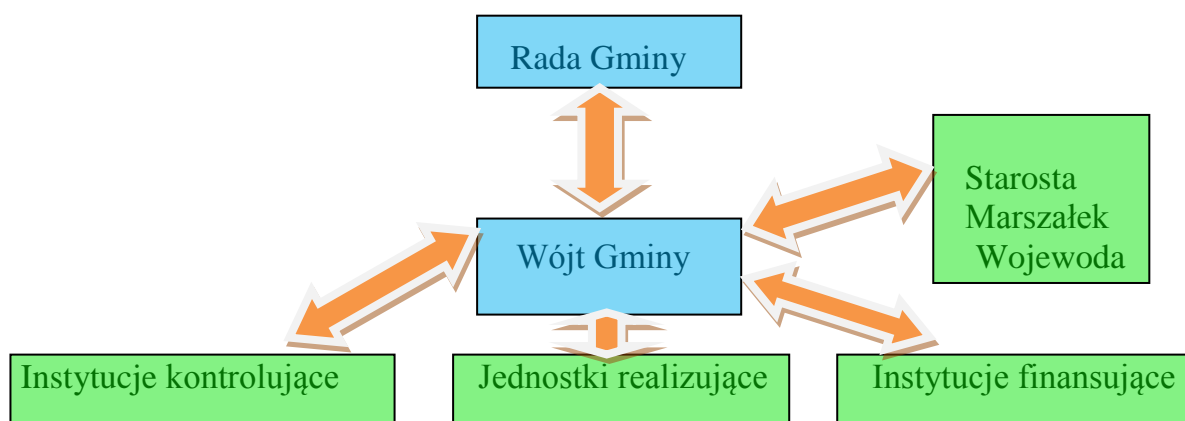 Rada Gminy
Starosta
Marszałek
Wojewoda
Wójt Gminy
Instytucje kontrolujące
Jednostki realizujące
Instytucje finansujące